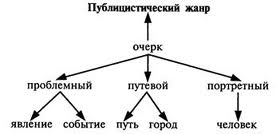 Публицистический жанр
очерк
проблемный путевой портретный
явление событие путь город человек